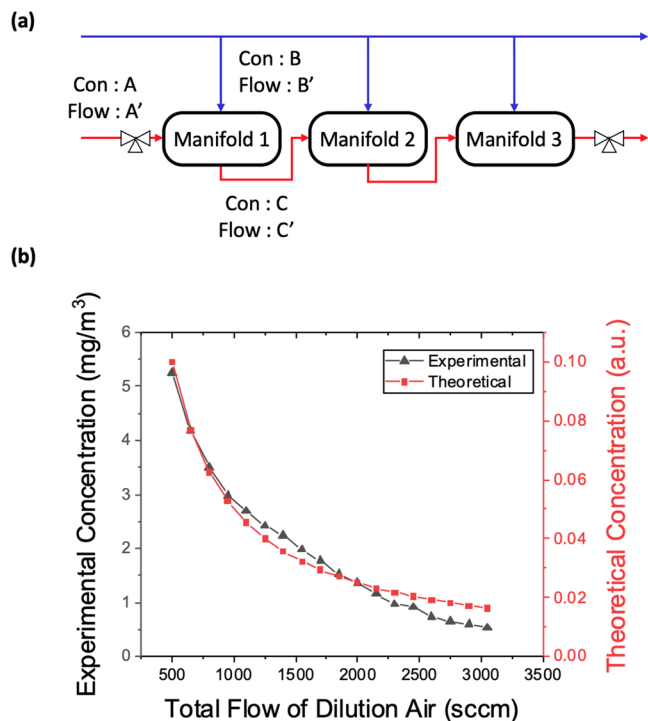 (a)
Con : A
Flow : A’
Con : B
Flow : B’
Manifold 1
Manifold 2
Manifold 3
Con : C
Flow : C’
(b)
Experimental Concentration (mg/m³)
6
5
4
3
2
1
0
Experimental
Theoretical
0.10
0.08
0.06
0.04
0.02
0.00
Theoretical Concentration (a.u.)
500
1000
1500
2000
2500
3000
3500
Total Flow of Dilution Air (sccm)